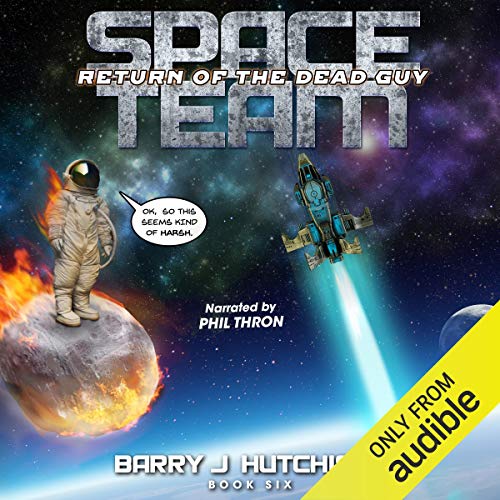 SPACE
RETURN OF THE DEAD GUY
TEAM
OK, SO THIS
SEEMS KIND
OF HARSH.
Narrated by
PHIL THRON
BARRY J HUTCHIS
BOOK SIX
ONLY FROM
audible